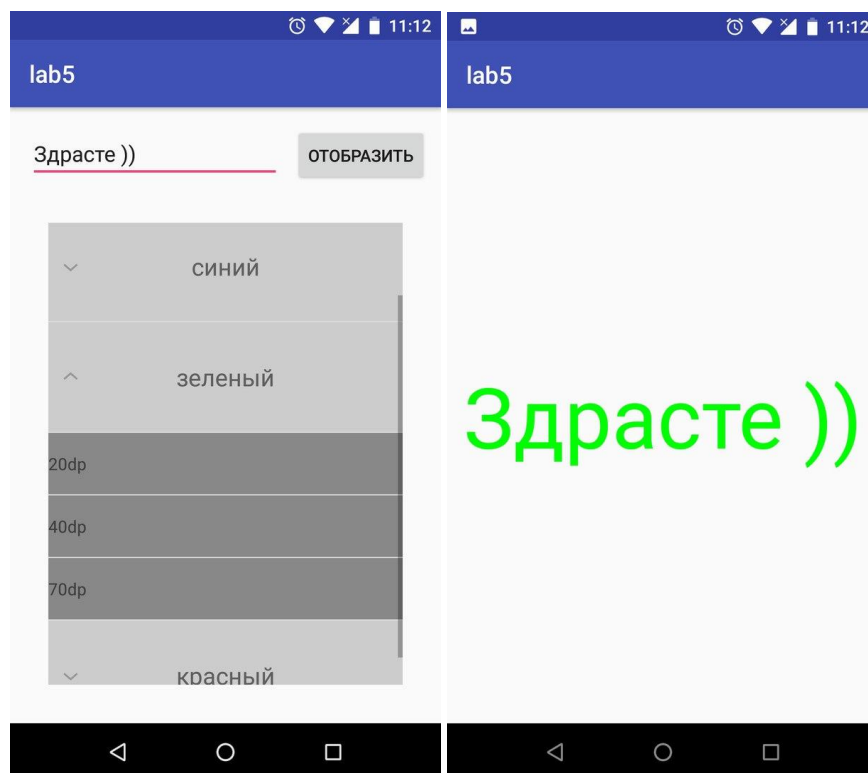 11:12
lab5
Здрасте ))
ОТОБРАЗИТЬ
синий
зеленый
20dp
40dp
70dp
красный
11:12
lab5
Здрасте ))